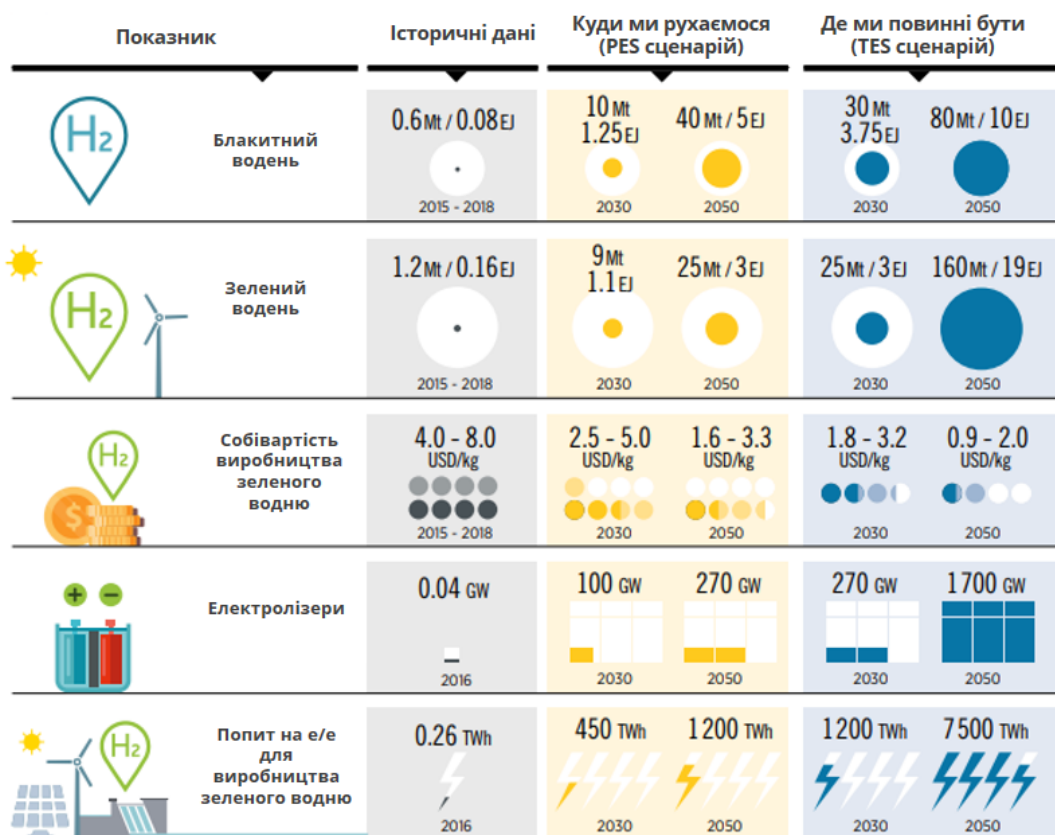 Показник
Історичні дані
Куди ми рухаємося
(PES сценарій)
Де ми повинні бути
(TES сценарій)
H2
Блакитний
водень
0.6Mt / 0.08EJ
2015 - 2018
10Mt
1.25EJ
2030
40Mt / 5EJ
2050
30Mt
3.75EJ
2030
80Mt / 10EJ
2050
H2
Зелений
водень
1.2Mt / 0.16EJ
2015 - 2018
9Mt
1.1EJ
2030
25Mt / 3EJ
2050
25Mt / 3EJ
2030
160Mt / 19EJ
2050
H2
$
Собівартість
виробництва
зеленого
водню
4.0 - 8.0
USD/kg
2015 - 2018
2.5 - 5.0
USD/kg
2030
1.6 - 3.3
USD/kg
2050
1.8 - 3.2
USD/kg
2030
0.9 - 2.0
USD/kg
2050
+ −
Електролізери
0.04 GW
2016
100 GW
2030
270 GW
2050
270 GW
2030
1700 GW
2050
H2
Попит на е/е
для
виробництва
зеленого водню
0.26 TWh
2016
450 TWh
2030
1200 TWh
2050
1200 TWh
2030
7500 TWh
2050